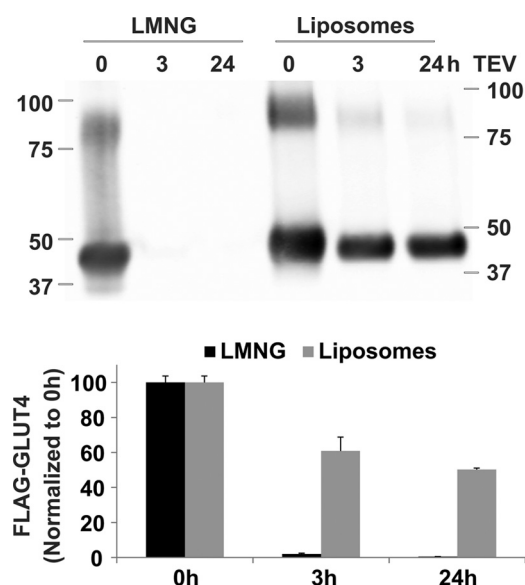 LMNG Liposomes
0 3 24 0 3 24 h TEV
100 100
75 75
50 50
37 37
LMNG Liposomes
FLAG-GLUT4
(Normalized to 0h)
100
80
60
40
20
0
0h 3h 24h